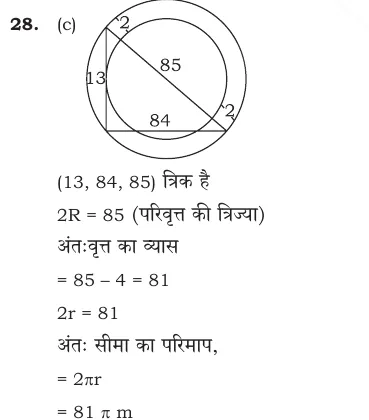 28. (c)
2
85
13
84
2
(13, 84, 85) त्रिक है
2R = 85 (परिवृत्त की त्रिज्या)
अंतःवृत्त का व्यास
= 85 – 4 = 81
2r = 81
अंतः सीमा का परिमाप,
= 2πr
= 81 π m